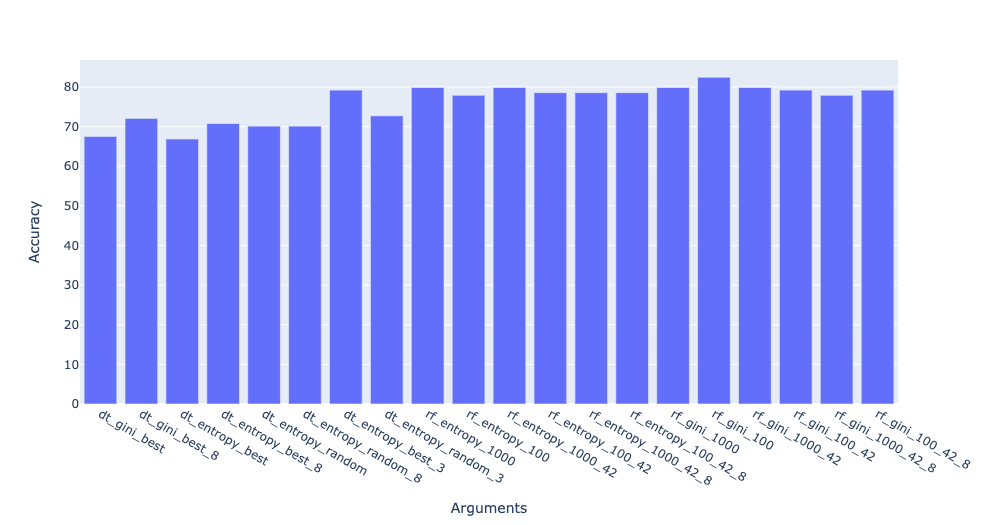 80
70
60
50
40
30
20
10
0
Accuracy
dt_gini_best
dt_gini_best_8
dt_entropy_best
dt_entropy_best_8
dt_entropy_random
dt_entropy_random_8
dt_entropy_best_3
dt_entropy_random_3
rf_entropy_1000
rf_entropy_100
rf_entropy_1000_42
rf_entropy_100_42
rf_entropy_1000_42_8
rf_entropy_100_42_8
rf_gini_1000
rf_gini_100
rf_gini_1000_42
rf_gini_100_42
rf_gini_1000_42_8
rf_gini_100_42_8
Arguments